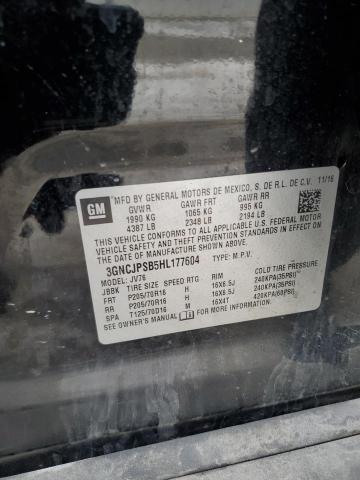 GM
MFD BY GENERAL MOTORS DE MEXICO, S. DE R.L. DE C.V. 11/16
GVWR GAWR FRT GAWR RR
1990 KG 1065 KG 995 KG
4387 LB 2348 LB 2194 LB
THIS VEHICLE CONFORMS TO ALL APPLICABLE U.S. FEDERAL MOTOR
VEHICLE SAFETY AND THEFT PREVENTION STANDARDS IN EFFECT ON THE
DATE OF MANUFACTURE SHOWN ABOVE.
3GNCJPSB5HL177604 TYPE: M.P.V.
MODEL: JV76
JBBK TIRE SIZE SPEED RTG RIM COLD TIRE PRESSURE
FRT P205/70R16 H 16X6.5J 240KPA(35PSI)
RR P205/70R16 H 16X6.5J 240KPA(35PSI)
SPA T125/70D16 M 16X4T 420KPA(60PSI)
SEE OWNER'S MANUAL FOR ADDITIONAL INFORMATION.